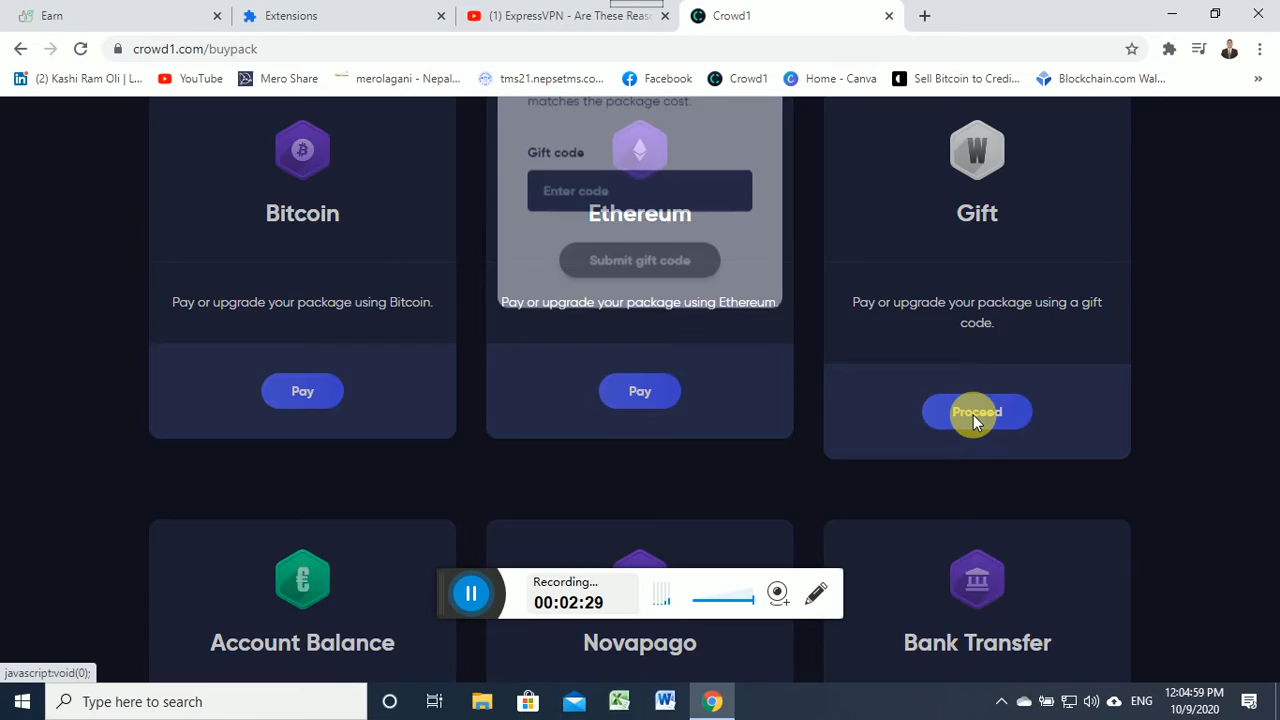 Earn
Extensions
(1) ExpressVPN - Are These Reaso
Crowd1
crowd1.com/buypack
(2) Kashi Ram Oli | L...
YouTube
Mero Share
merolagani - Nepal...
tms21.nepsetms.co...
Facebook
Crowd1
Home - Canva
Sell Bitcoin to Credi...
Blockchain.com Wal...
»
matches the package cost.
Gift code
Enter code
Submit gift code
Bitcoin
Ethereum
W
Gift
Pay or upgrade your package using Bitcoin.
Pay or upgrade your package using Ethereum.
Pay or upgrade your package using a gift
code.
Pay
Pay
Proceed
Recording...
00:02:29
Account Balance
Novapago
Bank Transfer
javascript:void(0);
Type here to search
ENG
12:04:59 PM
10/9/2020